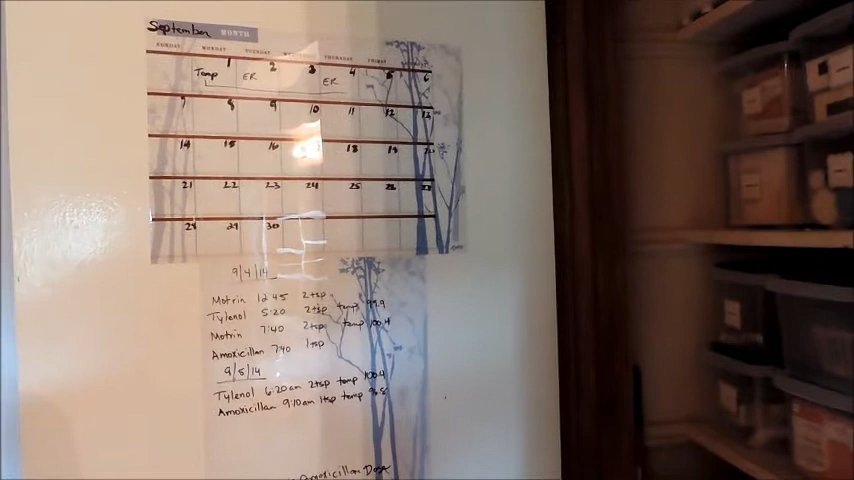 September MONTH
SUNDAY MONDAY TUESDAY THURSDAY FRIDAY
1 2 3 4 5 6
Temp ER ER
7 8 9 10 11 12 13
14 15 16 18 19 20
21 22 23 24 25
28 29 30
9/4/14
Motrin 12:45 2tsp
Tylenol 5:20 2tsp temp 99.9
Motrin 7:40 2tsp temp 100.4
Amoxicillan 7:40 1tsp
9/5/14
Tylenol 6:20am 2tsp temp 100.4
Amoxicillan 9:10am 1tsp temp
Amoxicillan Dose